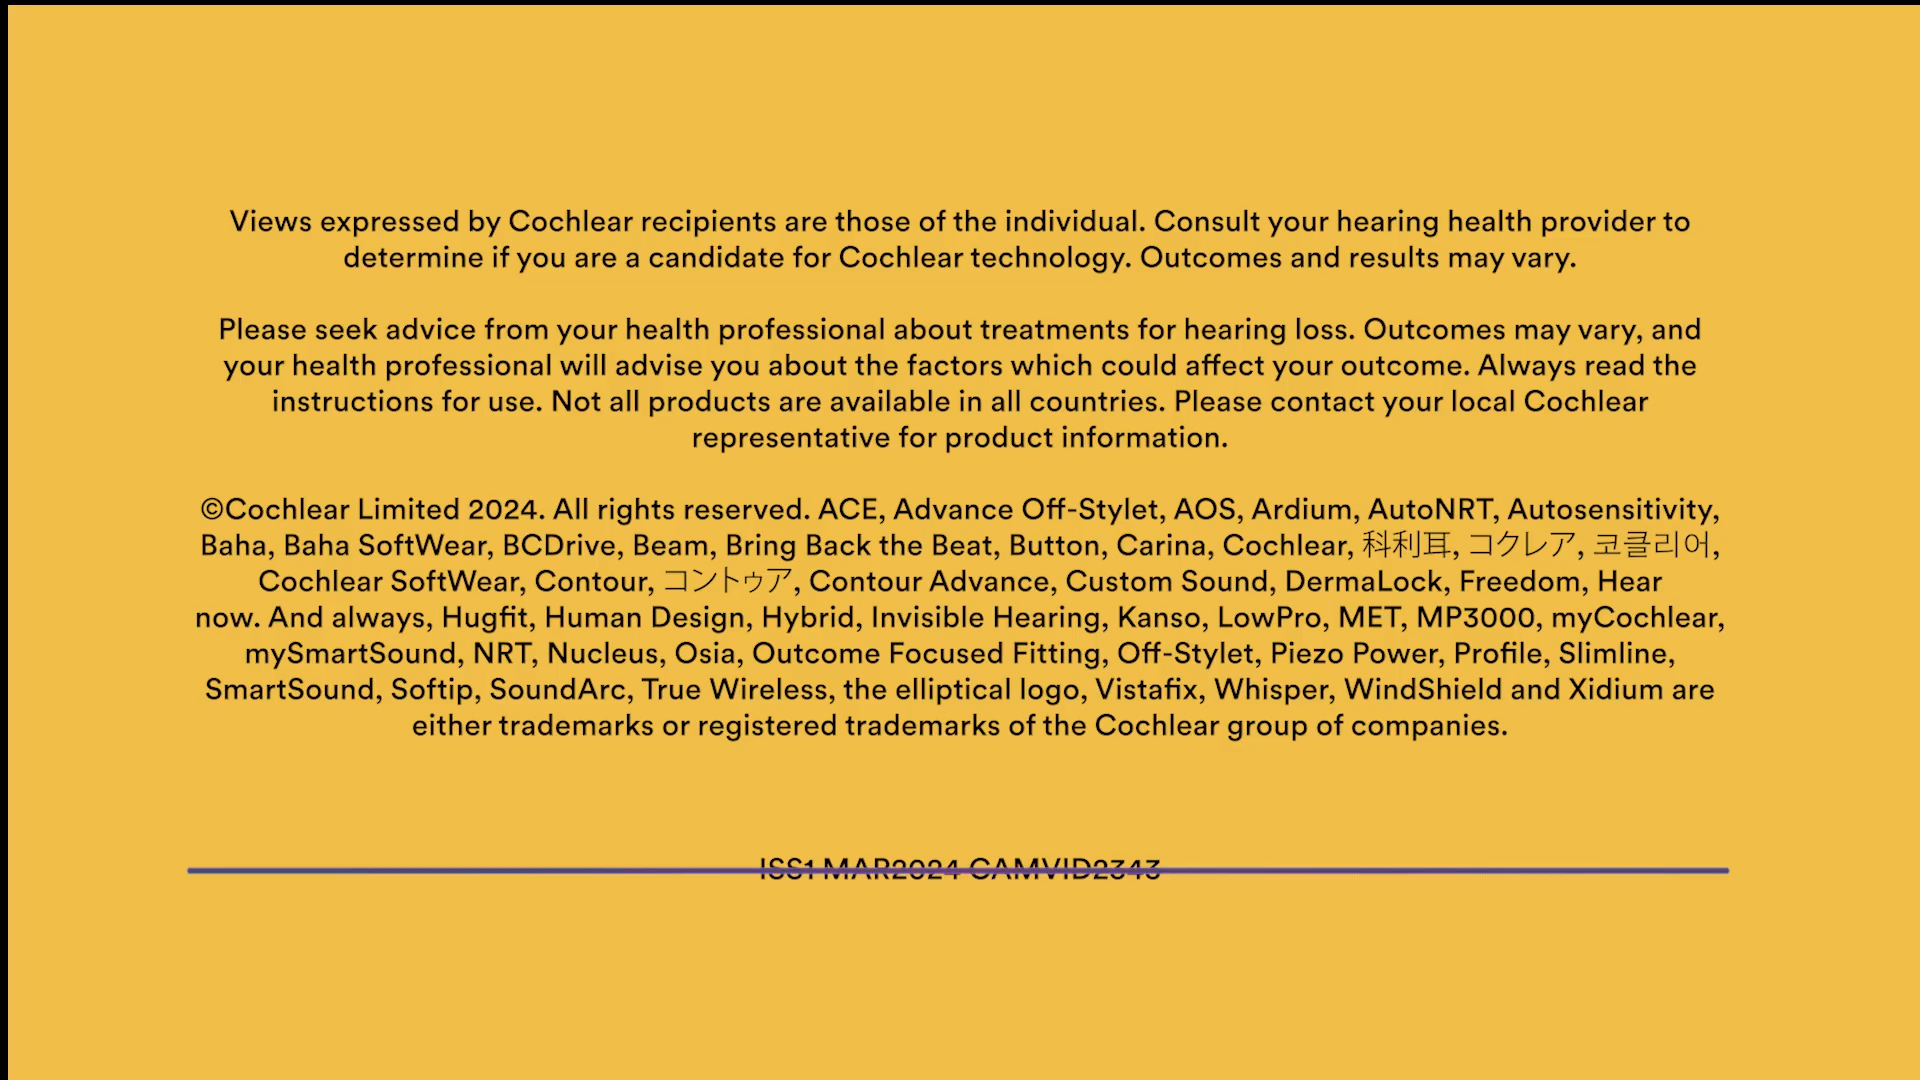 Views expressed by Cochlear recipients are those of the individual. Consult your hearing health provider to
determine if you are a candidate for Cochlear technology. Outcomes and results may vary.
Please seek advice from your health professional about treatments for hearing loss. Outcomes may vary, and
your health professional will advise you about the factors which could affect your outcome. Always read the
instructions for use. Not all products are available in all countries. Please contact your local Cochlear
representative for product information.
©Cochlear Limited 2024. All rights reserved. ACE, Advance Off-Stylet, AOS, Ardium, AutoNRT, Autosensitivity,
Baha, Baha SoftWear, BCDrive, Beam, Bring Back the Beat, Button, Carina, Cochlear, 科利耳, コクレア, 코클리어,
Cochlear SoftWear, Contour, コントゥア, Contour Advance, Custom Sound, DermaLock, Freedom, Hear
now. And always, Hugfit, Human Design, Hybrid, Invisible Hearing, Kanso, LowPro, MET, MP3000, myCochlear,
mySmartSound, NRT, Nucleus, Osia, Outcome Focused Fitting, Off-Stylet, Piezo Power, Profile, Slimline,
SmartSound, Softip, SoundArc, True Wireless, the elliptical logo, Vistafix, Whisper, WindShield and Xidium are
either trademarks or registered trademarks of the Cochlear group of companies.
ISS1 MAR2024 CAMVID2343